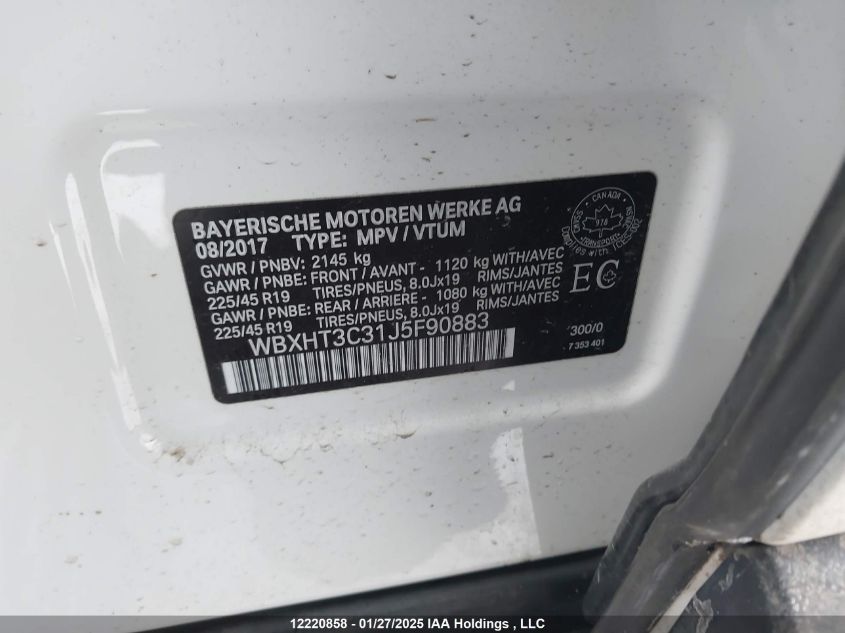 BAYERISCHE MOTOREN WERKE AG
08/2017 TYPE: MPV / VTUM
GVWR / PNBV: 2145 kg
GAWR / PNBE: FRONT / AVANT - 1120 kg WITH/AVEC
225/45 R19 TIRES/PNEUS, 8.0Jx19 RIMS/JANTES
GAWR / PNBE: REAR / ARRIERE - 1080 kg WITH/AVEC
225/45 R19 TIRES/PNEUS, 8.0Jx19 RIMS/JANTES
WBXHT3C31J5F90883
CANADA
TRANSPORT
EC
300/0
7 353 401
12220858 - 01/27/2025 IAA Holdings , LLC